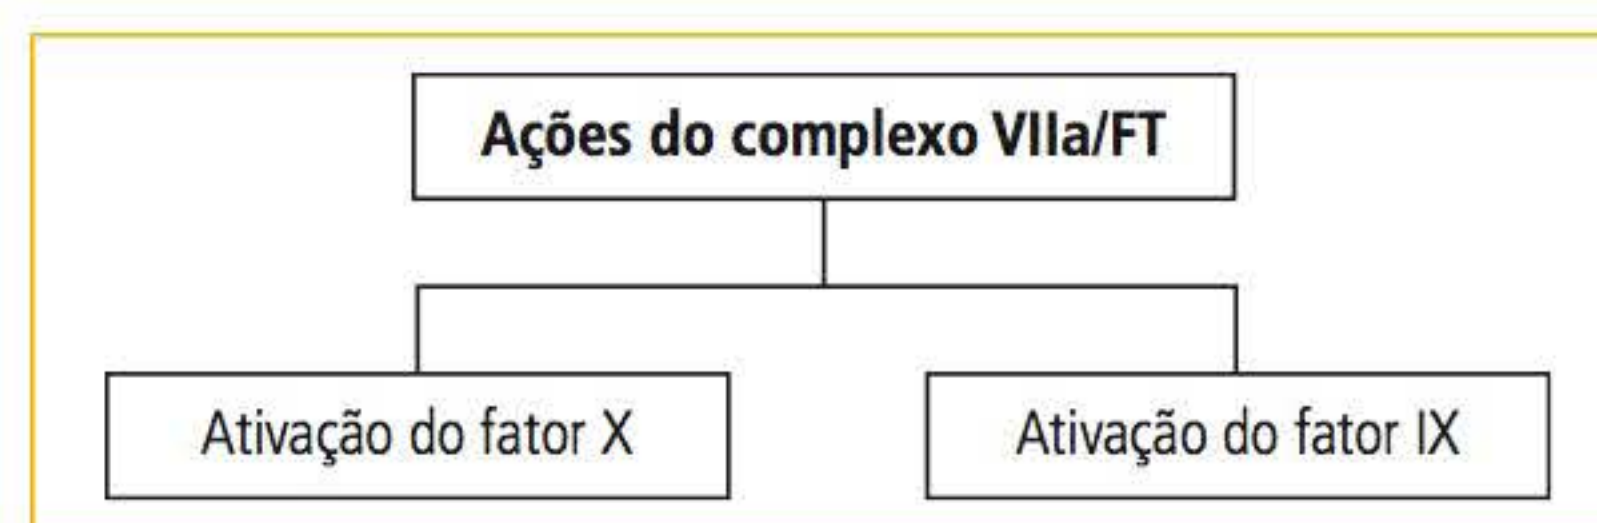 Ações do complexo VIIa/FT
Ativação do fator X
Ativação do fator IX